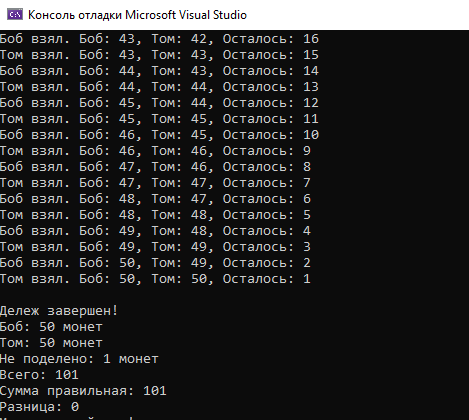 Консоль отладки Microsoft Visual Studio
Боб взял. Боб: 43, Том: 42, Осталось: 16
Том взял. Боб: 43, Том: 43, Осталось: 15
Боб взял. Боб: 44, Том: 43, Осталось: 14
Том взял. Боб: 44, Том: 44, Осталось: 13
Боб взял. Боб: 45, Том: 44, Осталось: 12
Том взял. Боб: 45, Том: 45, Осталось: 11
Боб взял. Боб: 46, Том: 45, Осталось: 10
Том взял. Боб: 46, Том: 46, Осталось: 9
Боб взял. Боб: 47, Том: 46, Осталось: 8
Том взял. Боб: 47, Том: 47, Осталось: 7
Боб взял. Боб: 48, Том: 47, Осталось: 6
Том взял. Боб: 48, Том: 48, Осталось: 5
Боб взял. Боб: 49, Том: 48, Осталось: 4
Том взял. Боб: 49, Том: 49, Осталось: 3
Боб взял. Боб: 50, Том: 49, Осталось: 2
Том взял. Боб: 50, Том: 50, Осталось: 1
Дележ завершен!
Боб: 50 монет
Том: 50 монет
Не поделено: 1 монет
Всего: 101
Сумма правильная: 101
Разница: 0